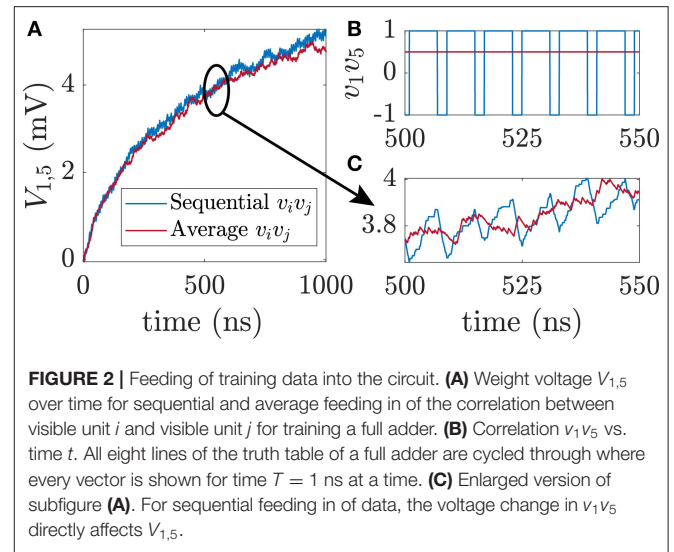 A
V1,5 (mV)
4
2
0
0
500
1000
time (ns)
Sequential vivj
Average vivj
B
v1v5
1
0
-1
500
525
550
C
4
3.8
500
525
550
time (ns)
FIGURE 2 | Feeding of training data into the circuit. (A) Weight voltage V1,5
over time for sequential and average feeding in of the correlation between
visible unit i and visible unit j for training a full adder. (B) Correlation v1v5 vs.
time t. All eight lines of the truth table of a full adder are cycled through where
every vector is shown for time T = 1 ns at a time. (C) Enlarged version of
subfigure (A). For sequential feeding in of data, the voltage change in v1v5
directly affects V1,5.